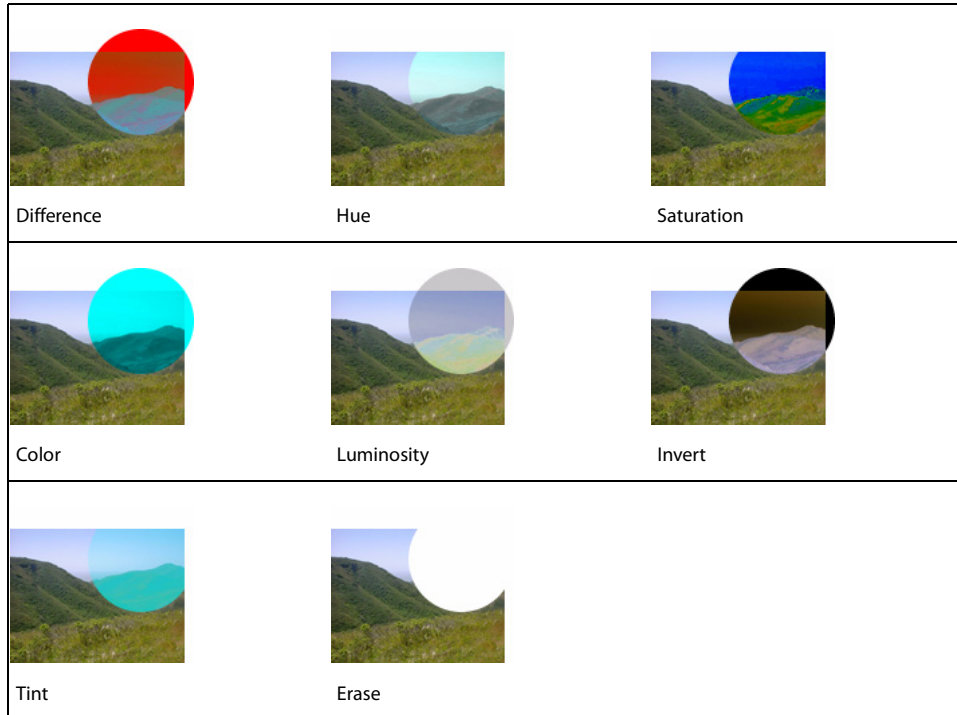 Difference
Hue
Saturation
Color
Luminosity
Invert
Tint
Erase